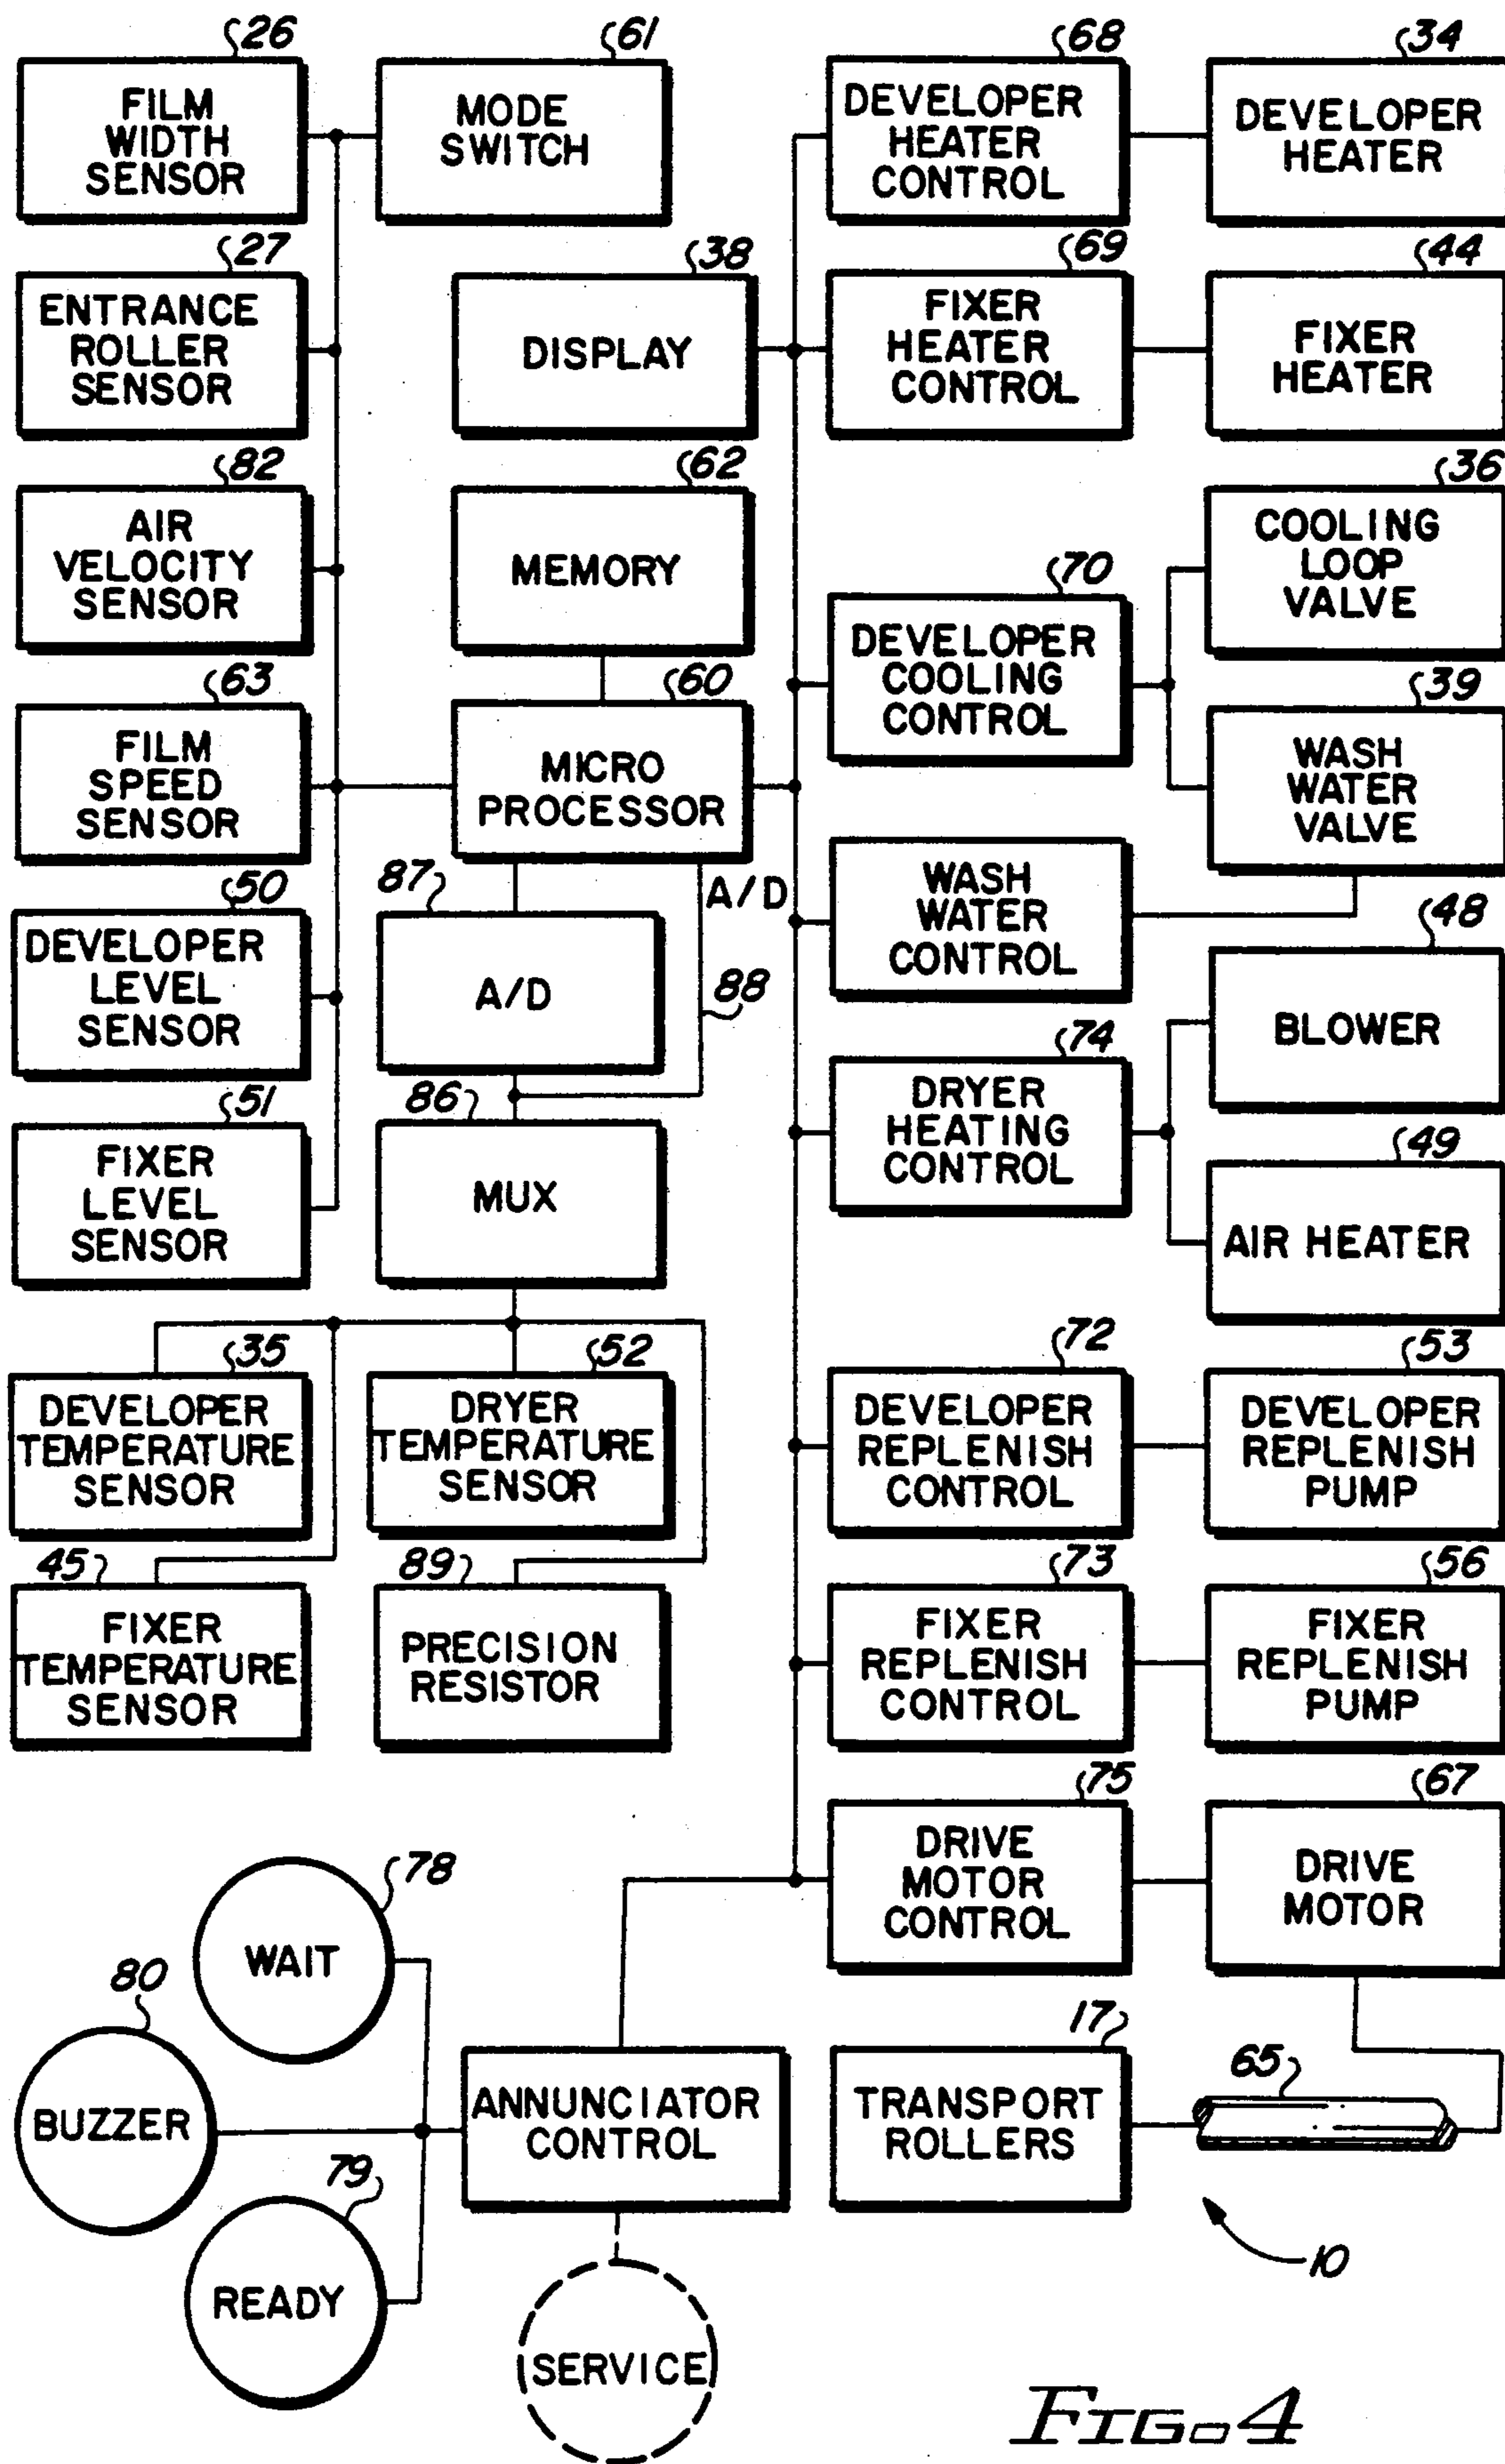 26
FILM
WIDTH
SENSOR
61
MODE
SWITCH
68
DEVELOPER
HEATER
CONTROL
34
DEVELOPER
HEATER
27
ENTRANCE
ROLLER
SENSOR
38
DISPLAY
69
FIXER
HEATER
CONTROL
44
FIXER
HEATER
82
AIR
VELOCITY
SENSOR
62
MEMORY
70
DEVELOPER
COOLING
CONTROL
36
COOLING
LOOP
VALVE
63
FILM
SPEED
SENSOR
60
MICRO
PROCESSOR
39
WASH
WATER
VALVE
50
DEVELOPER
LEVEL
SENSOR
87
A/D
A/D
88
WASH
WATER
CONTROL
48
BLOWER
51
FIXER
LEVEL
SENSOR
86
MUX
74
DRYER
HEATING
CONTROL
49
AIR HEATER
35
DEVELOPER
TEMPERATURE
SENSOR
52
DRYER
TEMPERATURE
SENSOR
72
DEVELOPER
REPLENISH
CONTROL
53
DEVELOPER
REPLENISH
PUMP
45
FIXER
TEMPERATURE
SENSOR
89
PRECISION
RESISTOR
73
FIXER
REPLENISH
CONTROL
56
FIXER
REPLENISH
PUMP
75
DRIVE
MOTOR
CONTROL
67
DRIVE
MOTOR
78
WAIT
80
BUZZER
79
READY
ANNUNCIATOR
CONTROL
SERVICE
17
TRANSPORT
ROLLERS
65
10
FIG. 4